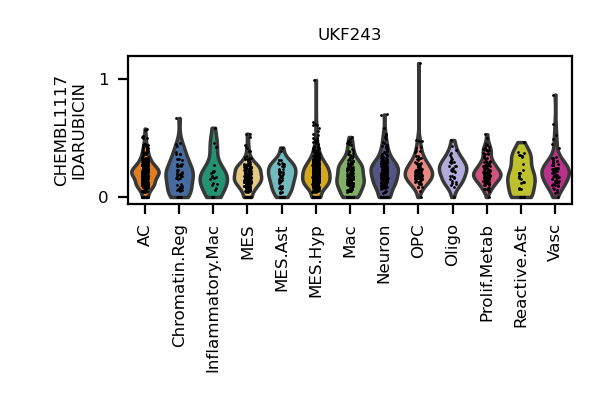 UKF243
CHEMBL1117
IDARUBICIN
1
0
AC
Chromatin.Reg
Inflammatory.Mac
MES
MES.Ast
MES.Hyp
Mac
Neuron
OPC
Oligo
Prolif.Metab
Reactive.Ast
Vasc